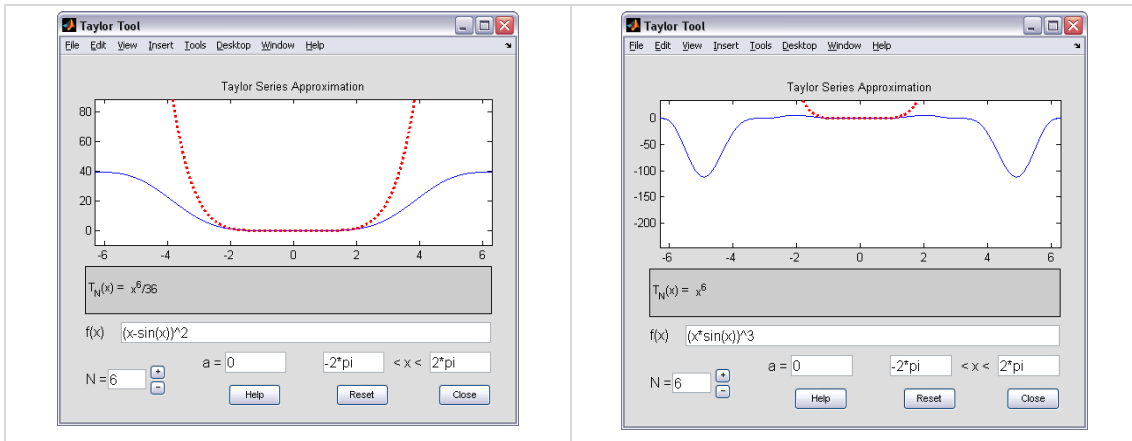 Taylor Tool
File Edit View Insert Tools Desktop Window Help
Taylor Series Approximation
80
60
40
20
0
-6 -4 -2 0 2 4 6
T_N(x) = x^6/36
f(x) (x-sin(x))^2
N = 6 + −
a = 0 -2*pi < x < 2*pi
Help Reset Close
Taylor Tool
File Edit View Insert Tools Desktop Window Help
Taylor Series Approximation
0
-50
-100
-150
-200
-6 -4 -2 0 2 4 6
T_N(x) = x^6
f(x) (x*sin(x))^3
N = 6 + −
a = 0 -2*pi < x < 2*pi
Help Reset Close